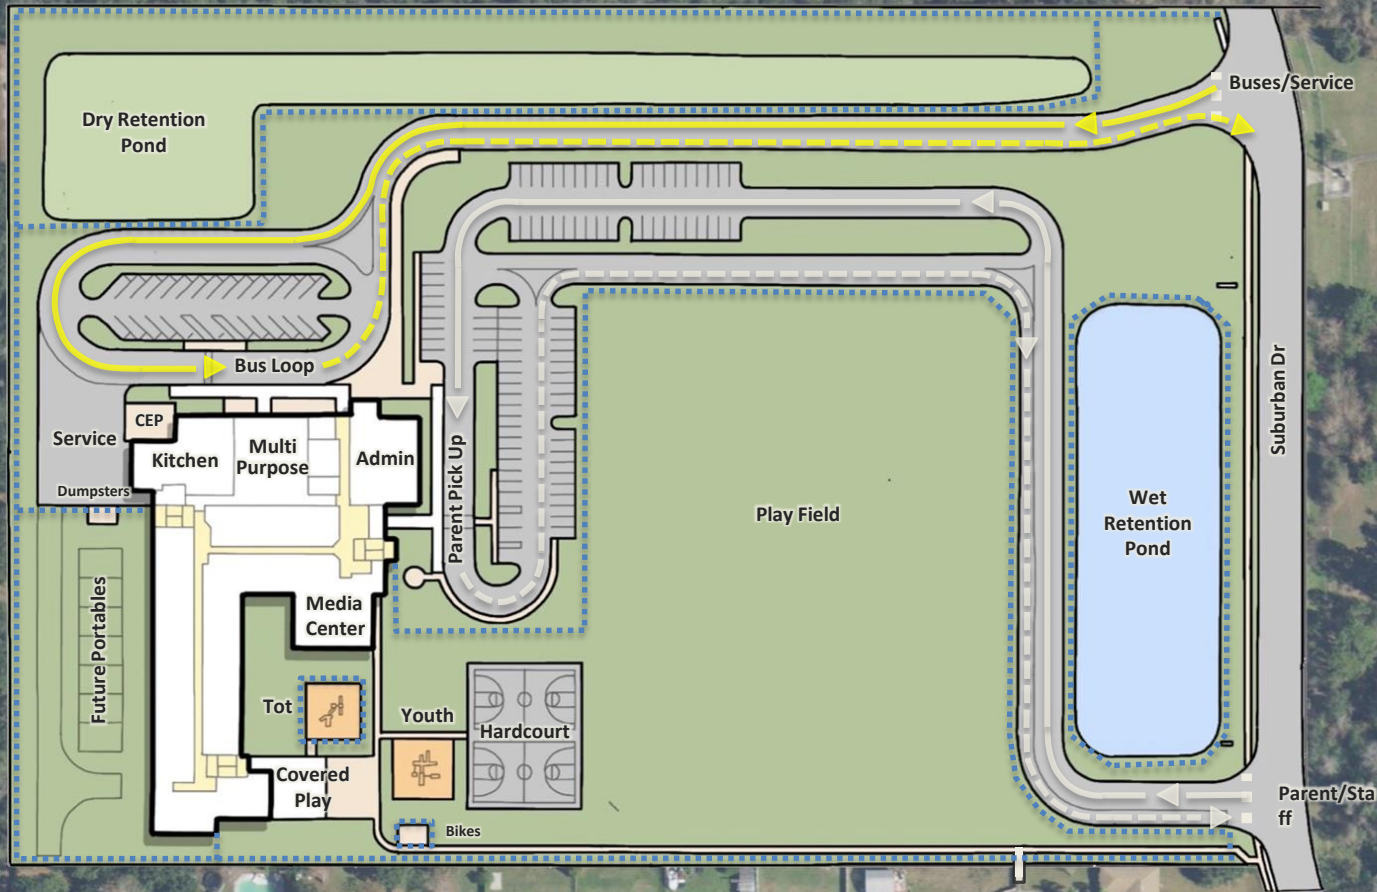 Buses/Service
Dry Retention
Pond
Bus Loop
CEP
Service
Kitchen
Multi
Purpose
Admin
Dumpsters
Parent Pick Up
Play Field
Wet
Retention
Pond
Suburban Dr
Future Portables
Media
Center
Tot
Youth
Hardcourt
Covered
Play
Parent/Sta
ff
Bikes